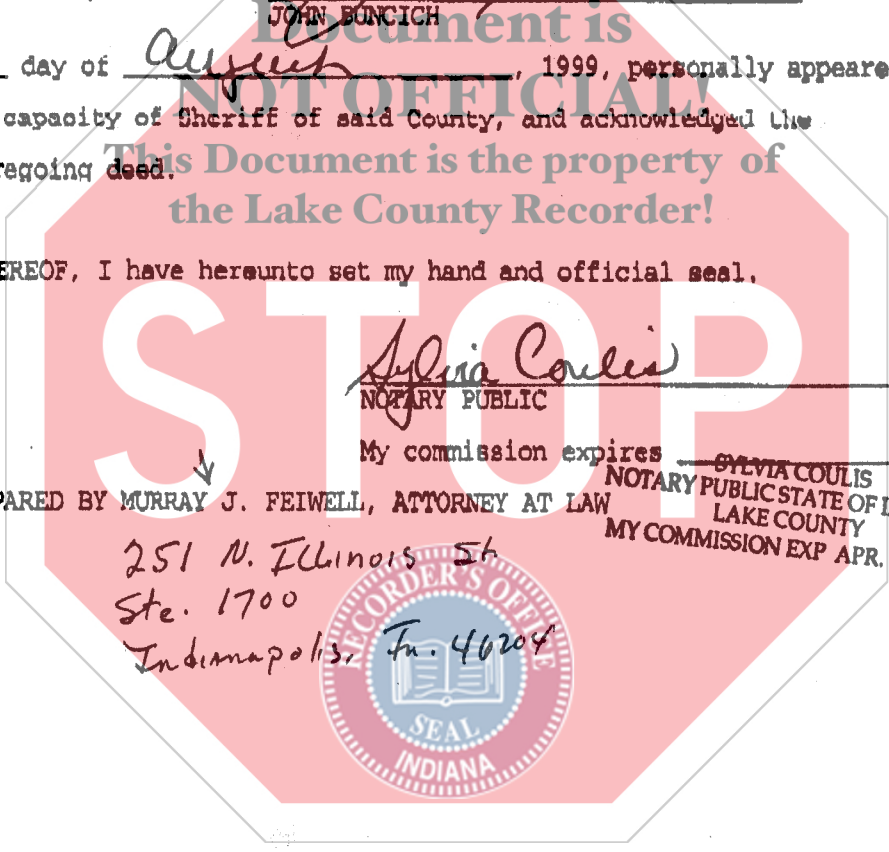 Document is
JOHN BUNCICH
day of August, 1999, personally appeare
NOT OFFICIAL!
capacity of Sheriff of said County, and acknowledged the
regoing deed.
This Document is the property of
the Lake County Recorder!
EREOF, I have hereunto set my hand and official seal.
STOP
Sylvia Coulis
NOTARY PUBLIC
My commission expires
SYLVIA COULIS
NOTARY PUBLIC STATE OF I
LAKE COUNTY
MY COMMISSION EXP APR.
PARED BY MURRAY J. FEIWELL, ATTORNEY AT LAW
251 N. Illinois St
Ste. 1700
Indianapolis, In. 46204
RECORDER'S OFFICE
SEAL
INDIANA